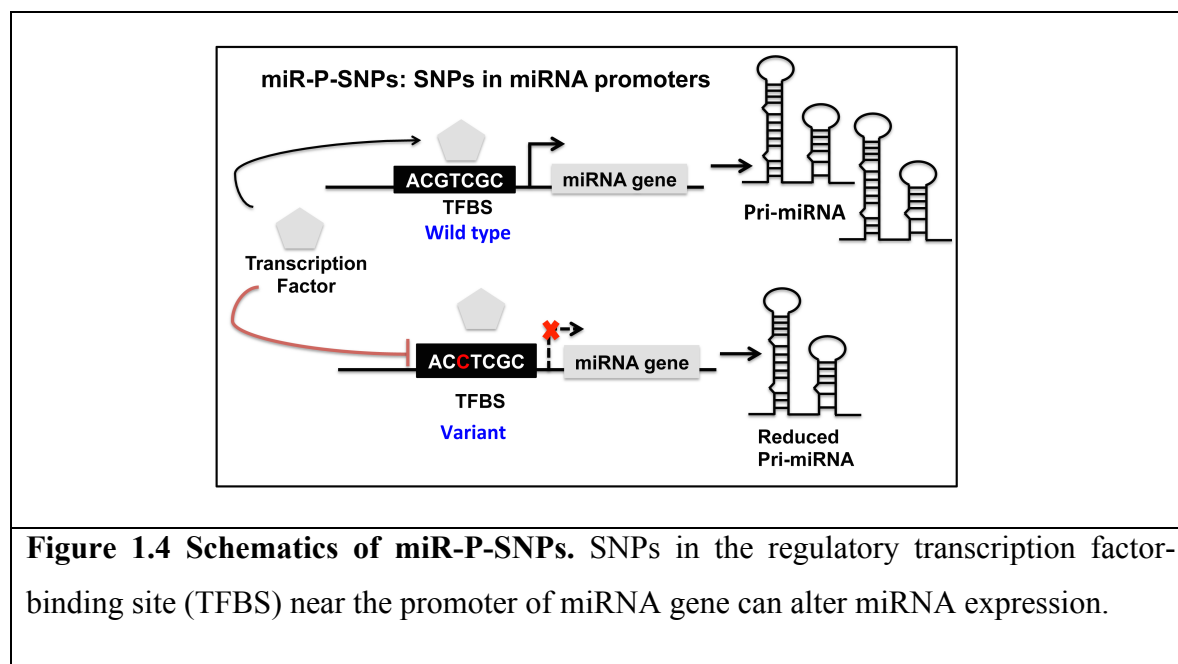 miR-P-SNPs: SNPs in miRNA promoters
ACGTCGC
miRNA gene
TFBS
Wild type
Pri-miRNA
Transcription
Factor
ACCTCGC
miRNA gene
TFBS
Variant
Reduced
Pri-miRNA
Figure 1.4 Schematics of miR-P-SNPs. SNPs in the regulatory transcription factor-
binding site (TFBS) near the promoter of miRNA gene can alter miRNA expression.